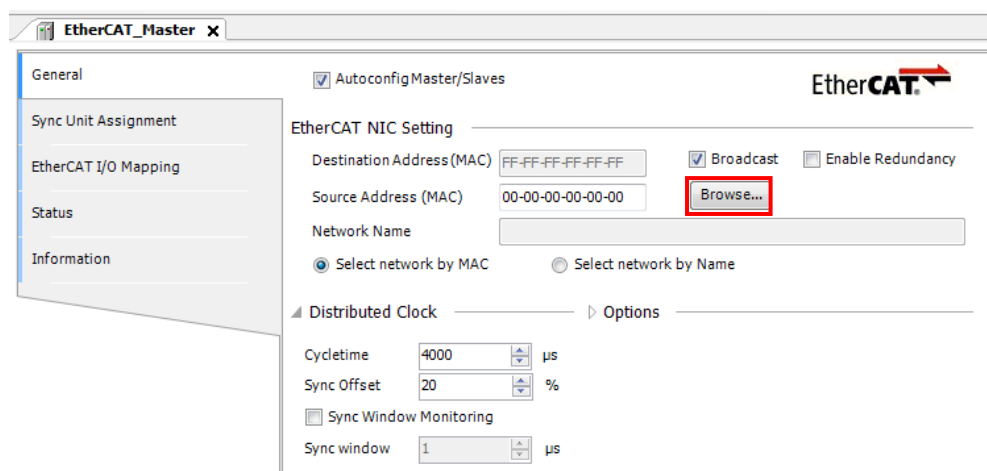 EtherCAT_Master x
General
Autoconfig Master/Slaves
EtherCAT.
Sync Unit Assignment
EtherCAT NIC Setting
EtherCAT I/O Mapping
Destination Address (MAC) FF-FF-FF-FF-FF-FF Broadcast Enable Redundancy
Source Address (MAC) 00-00-00-00-00-00 Browse...
Status
Network Name
Information
Select network by MAC Select network by Name
Distributed Clock Options
Cycletime 4000 µs
Sync Offset 20 %
Sync Window Monitoring
Sync window 1 µs